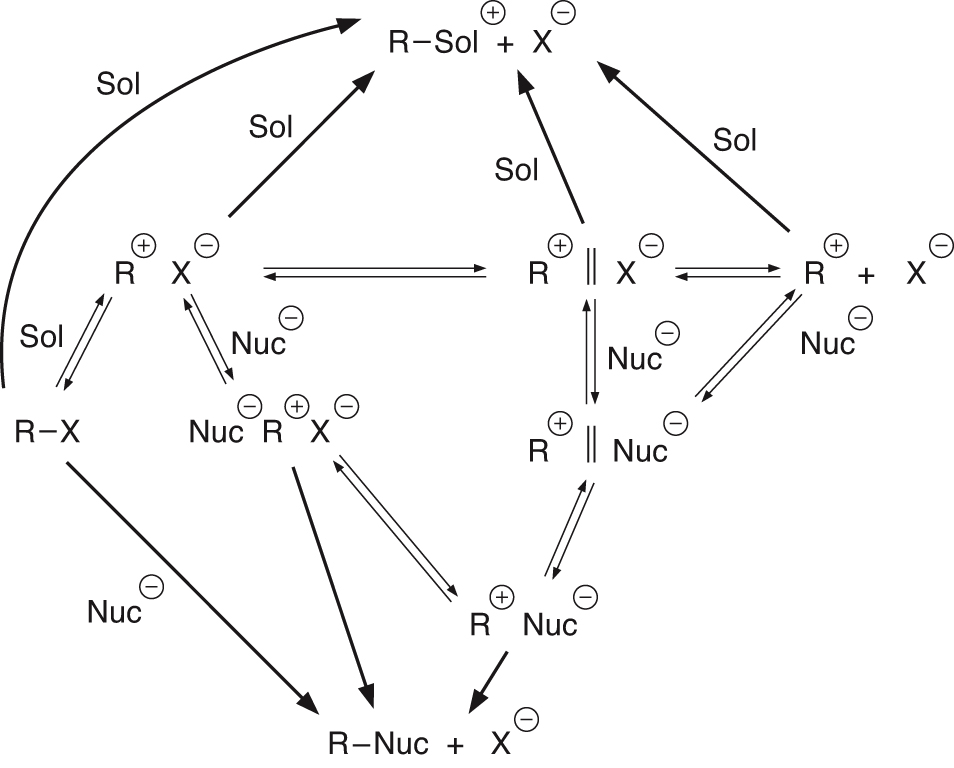 R–Sol⊕ + X⊖
Sol
Sol
Sol
Sol
R⊕ X⊖
R⊕ || X⊖
R⊕ + X⊖
Sol
Nuc⊖
Nuc⊖
Nuc⊖
R–X
Nuc⊖ R⊕ X⊖
R⊕ || Nuc⊖
Nuc⊖
R⊕ Nuc⊖
R–Nuc + X⊖